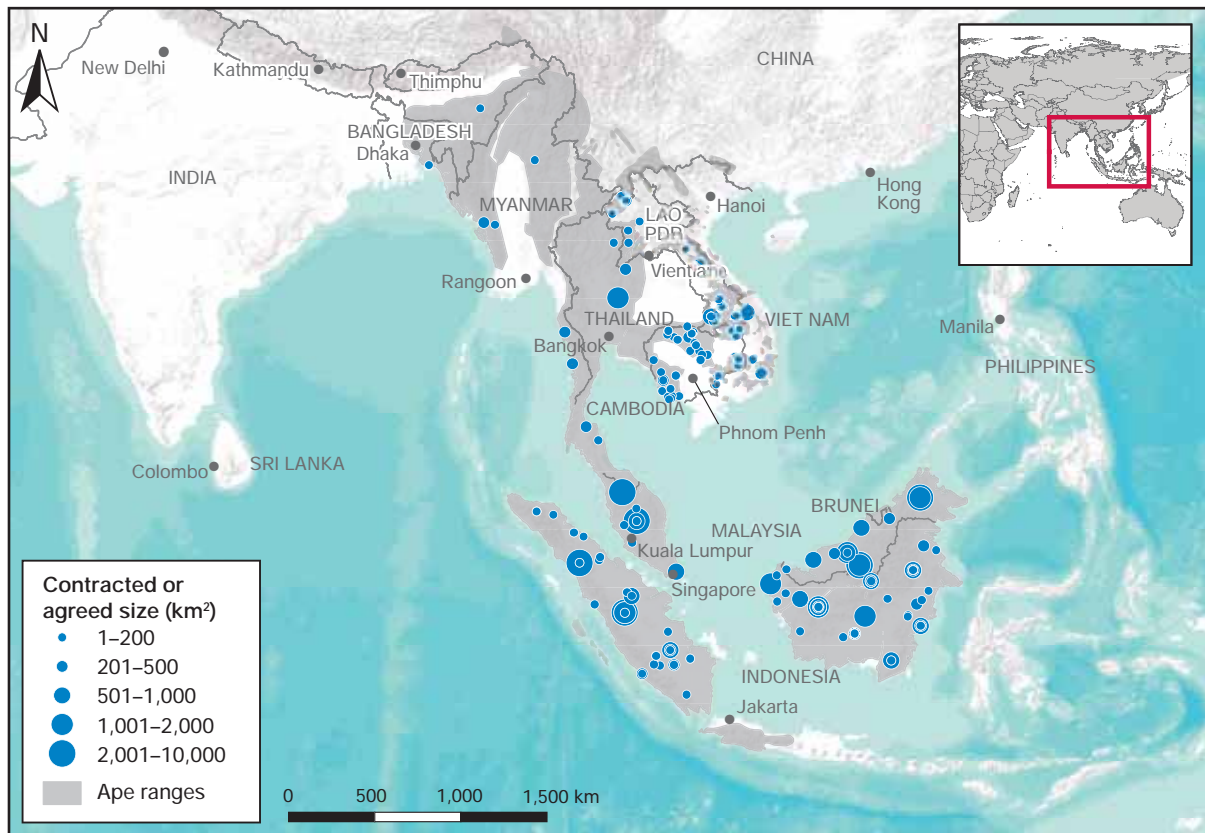 N
New Delhi
Kathmandu
Thimphu
CHINA
BANGLADESH
Dhaka
INDIA
MYANMAR
LAO
PDR
Hanoi
Hong
Kong
Vientiane
Rangoon
THAILAND
VIET NAM
Manila
Bangkok
PHILIPPINES
CAMBODIA
Phnom Penh
Colombo
SRI LANKA
BRUNEI
MALAYSIA
Kuala Lumpur
Singapore
INDONESIA
Jakarta
Contracted or
agreed size (km²)
1–200
201–500
501–1,000
1,001–2,000
2,001–10,000
Ape ranges
0 500 1,000 1,500 km